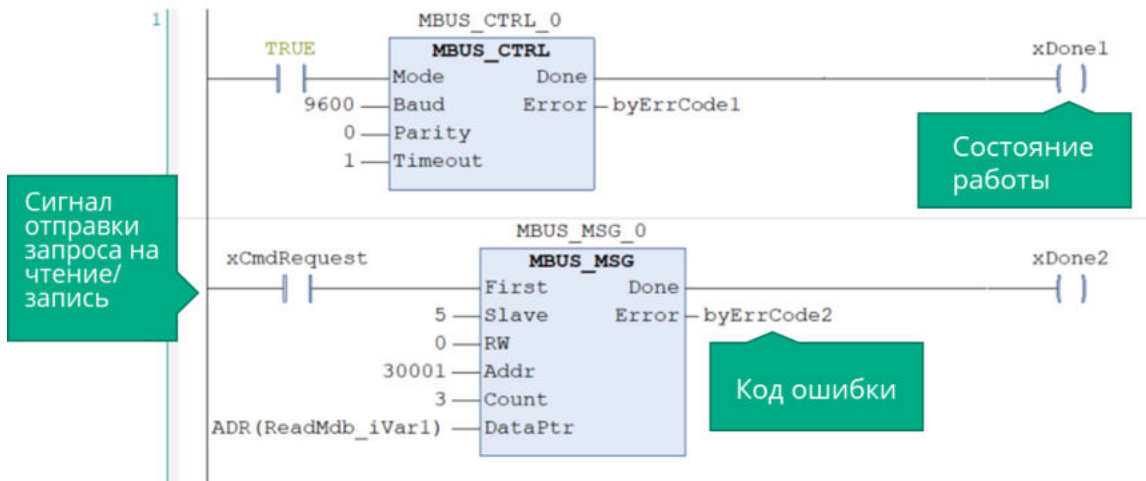 1
MBUS_CTRL_0
TRUE
MBUS_CTRL
xDone1
Mode Done
9600 Baud Error byErrCode1
0 Parity
1 Timeout
Состояние
работы
Сигнал
отправки
запроса на
чтение/
запись
MBUS_MSG_0
xCmdRequest
MBUS_MSG
xDone2
First Done
5 Slave Error byErrCode2
0 RW
30001 Addr
3 Count
ADR(ReadMdb_iVar1) DataPtr
Код ошибки